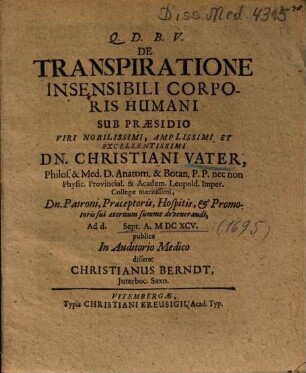 Diss. Med. 4315
Q. D. B. V.
DE
TRANSPIRATIONE
INSENSIBILI CORPO-
RIS HUMANI
SUB PRÆSIDIO
VIRI NOBILISSIMI, AMPLISSIMI, ET
EXCELLENTISSIMI
DN. CHRISTIANI VATER,
Philos. & Med. D. Anatom. & Botan. P. P. nec non
Physic. Provincial. & Academ. Leopold. Imper.
Collegæ meritissimi,
Dn. Patroni, Præceptoris, Hospitis, & Promo-
toris sui æternum summe devenerandi,
Ad d. Sept. A. M DC XCV. (1695)
publice
In Auditorio Medico
disseret
CHRISTIANUS BERNDT,
Juterboc. Saxo.
VITEMBERGÆ,
Typis CHRISTIANI KREUSIGII, Acad. Typ.